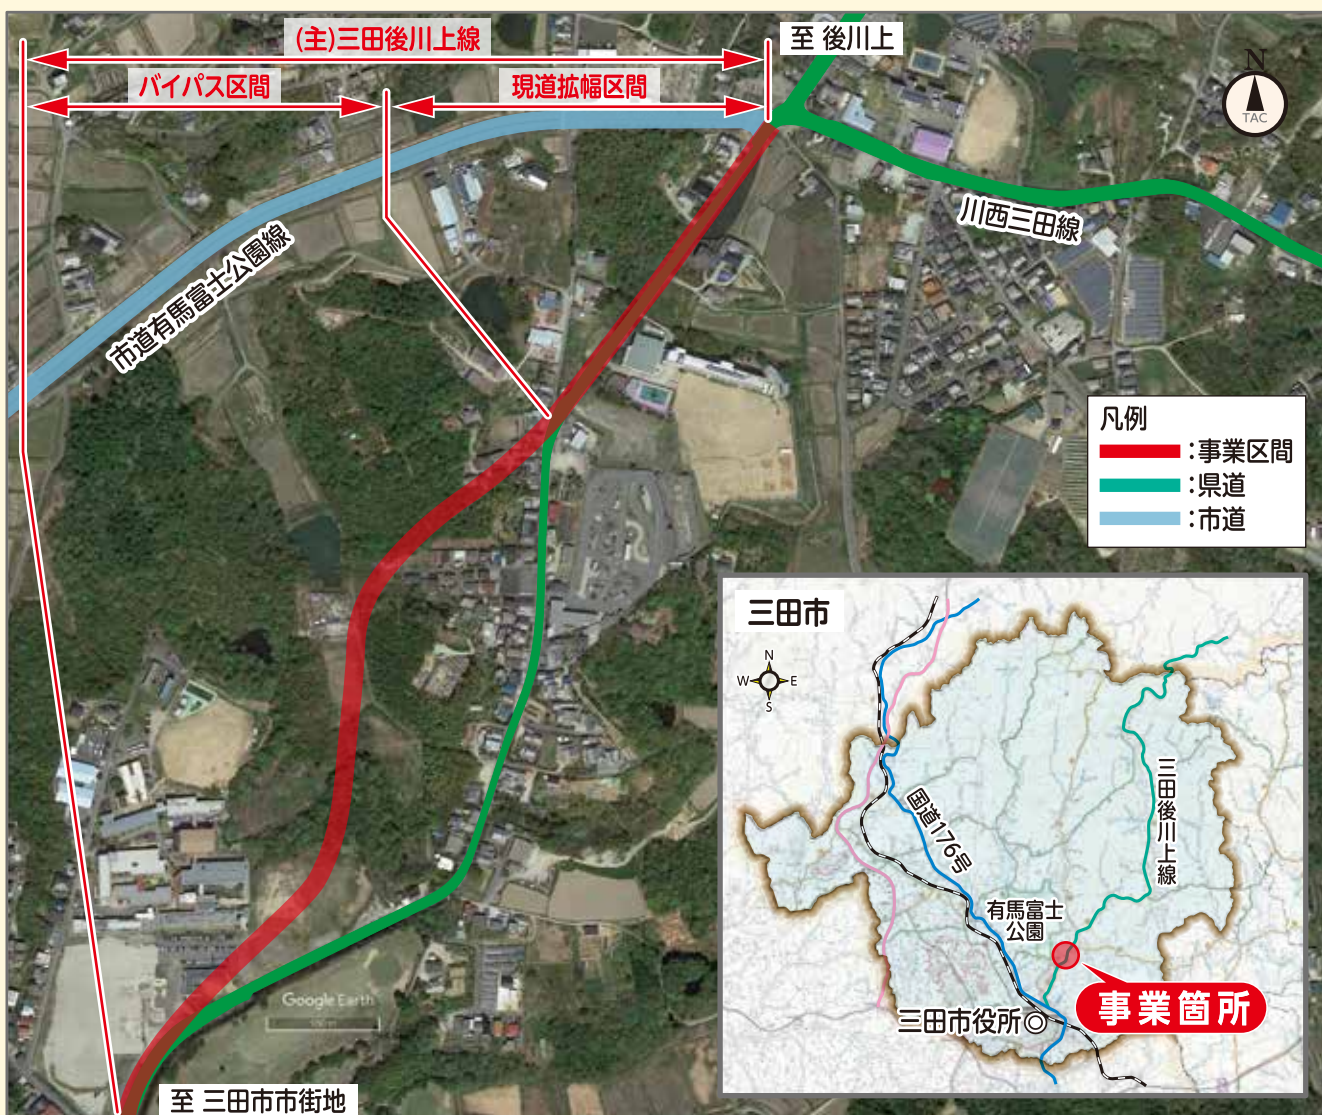 (主)三田後川上線
至 後川上
バイパス区間
現道拡幅区間
N
TAC
川西三田線
市道有馬富士公園線
凡例
:事業区間
:県道
:市道
三田市
N
W
E
S
三田後川上線
国道176号
有馬富士
公園
事業箇所
三田市役所
Google Earth
至 三田市市街地